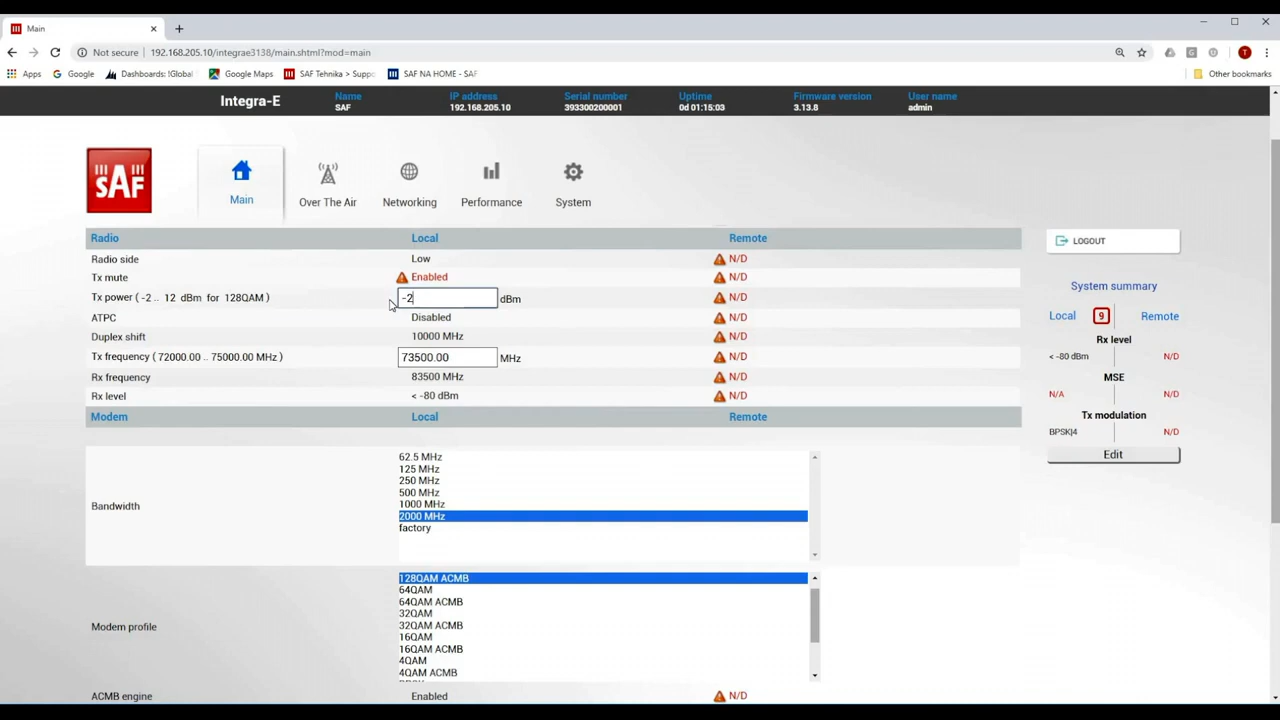 Main
Not secure | 192.168.205.10/integrae3138/main.shtml?mod=main
T
Apps Google Dashboards: !Global Google Maps SAF Tehnika > Suppo SAF NA HOME - SAF Other bookmarks
Integra-E
Name
SAF
IP address
192.168.205.10
Serial number
393300200001
Uptime
0d 01:15:03
Firmware version
3.13.8
User name
admin
SAF
Main
Over The Air
Networking
Performance
System
Radio Local Remote
Radio side Low N/D
Tx mute Enabled N/D
Tx power ( -2 .. 12 dBm for 128QAM ) -2 dBm N/D
ATPC Disabled N/D
Duplex shift 10000 MHz N/D
Tx frequency ( 72000.00 .. 75000.00 MHz ) 73500.00 MHz N/D
Rx frequency 83500 MHz N/D
Rx level < -80 dBm N/D
Modem Local Remote
Bandwidth
62.5 MHz
125 MHz
250 MHz
500 MHz
1000 MHz
2000 MHz
factory
Modem profile
128QAM ACMB
64QAM
64QAM ACMB
32QAM
32QAM ACMB
16QAM
16QAM ACMB
4QAM
4QAM ACMB
ACMB engine Enabled N/D
LOGOUT
System summary
Local 9 Remote
Rx level
< -80 dBm N/D
MSE
N/A N/D
Tx modulation
BPSK|4 N/D
Edit